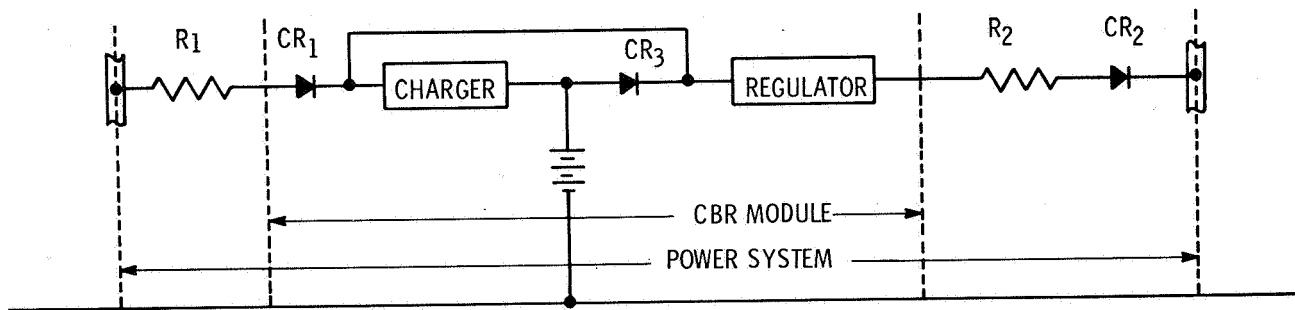 R1
CR1
CHARGER
CR3
REGULATOR
R2
CR2
CBR MODULE
POWER SYSTEM